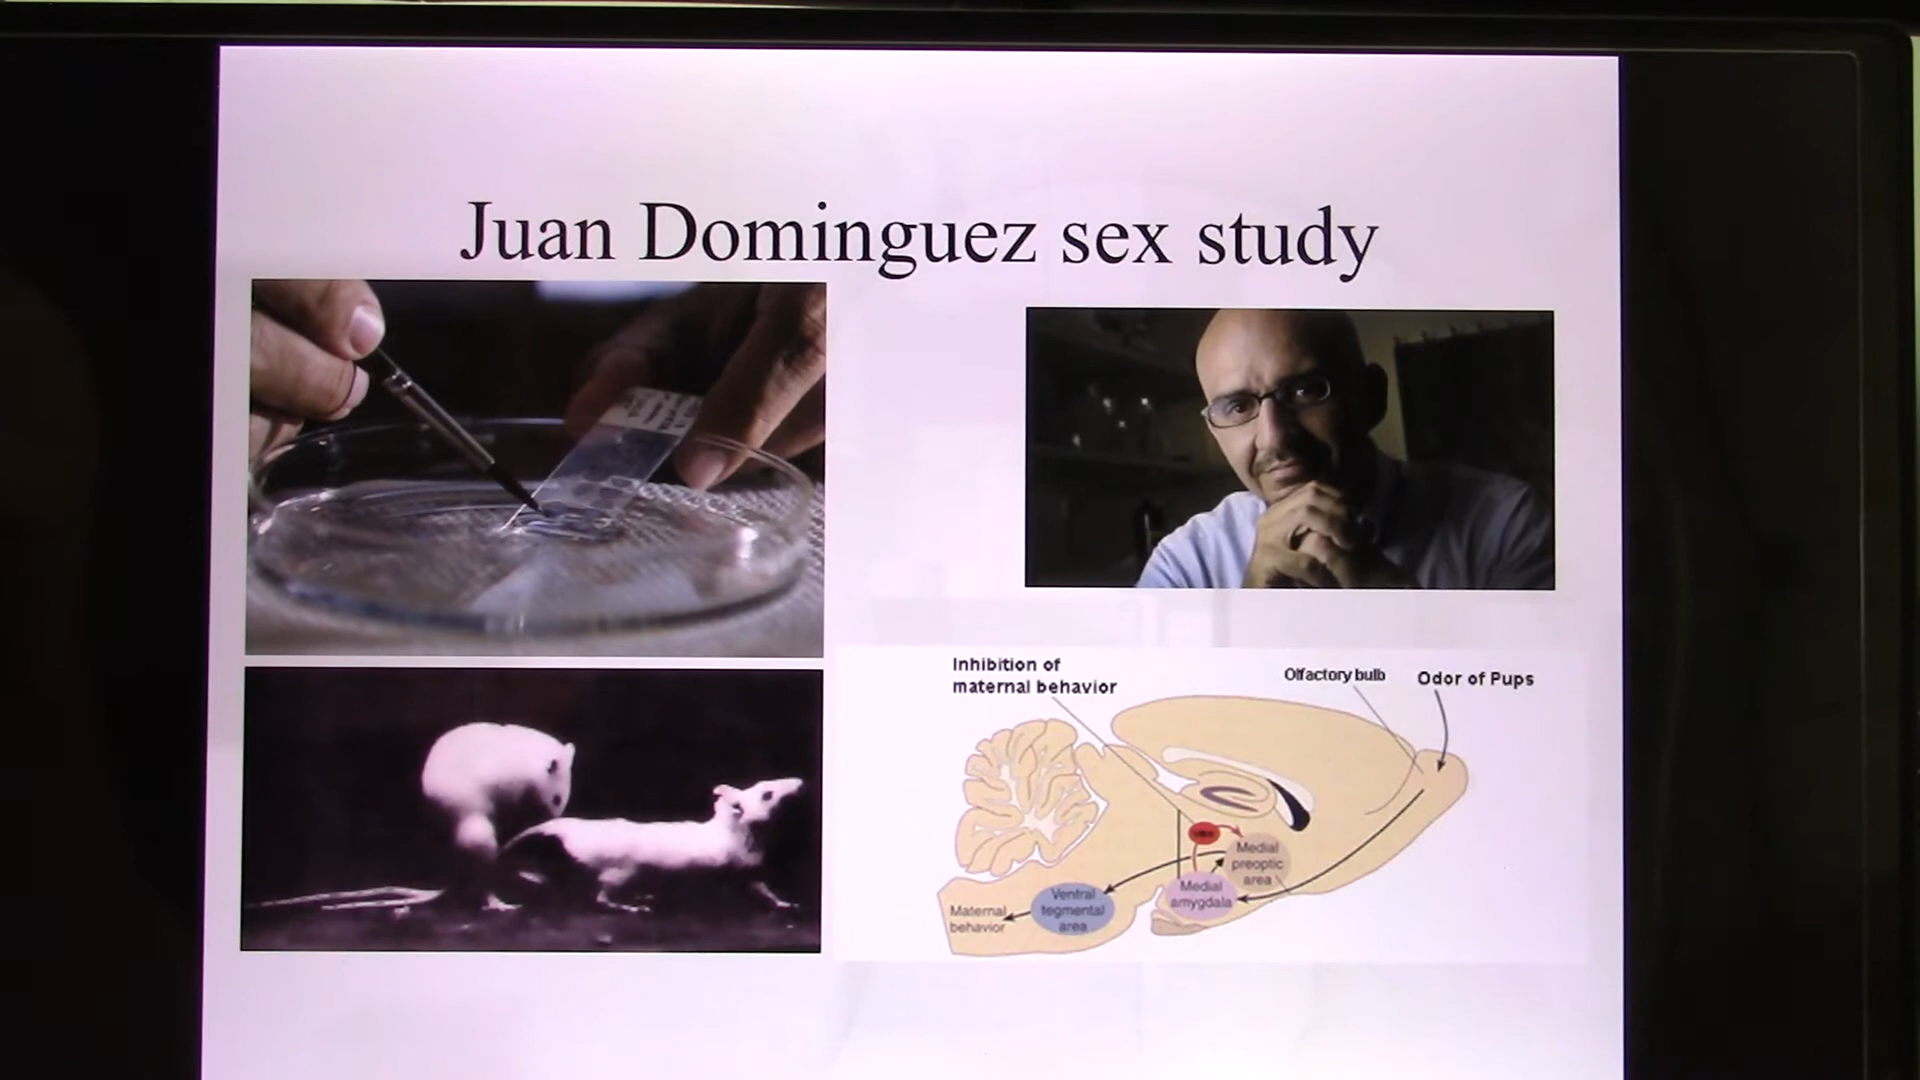 Juan Dominguez sex study
Inhibition of
maternal behavior
Olfactory bulb
Odor of Pups
Medial
preoptic
area
Medial
amygdala
Ventral
tegmental
area
Maternal
behavior